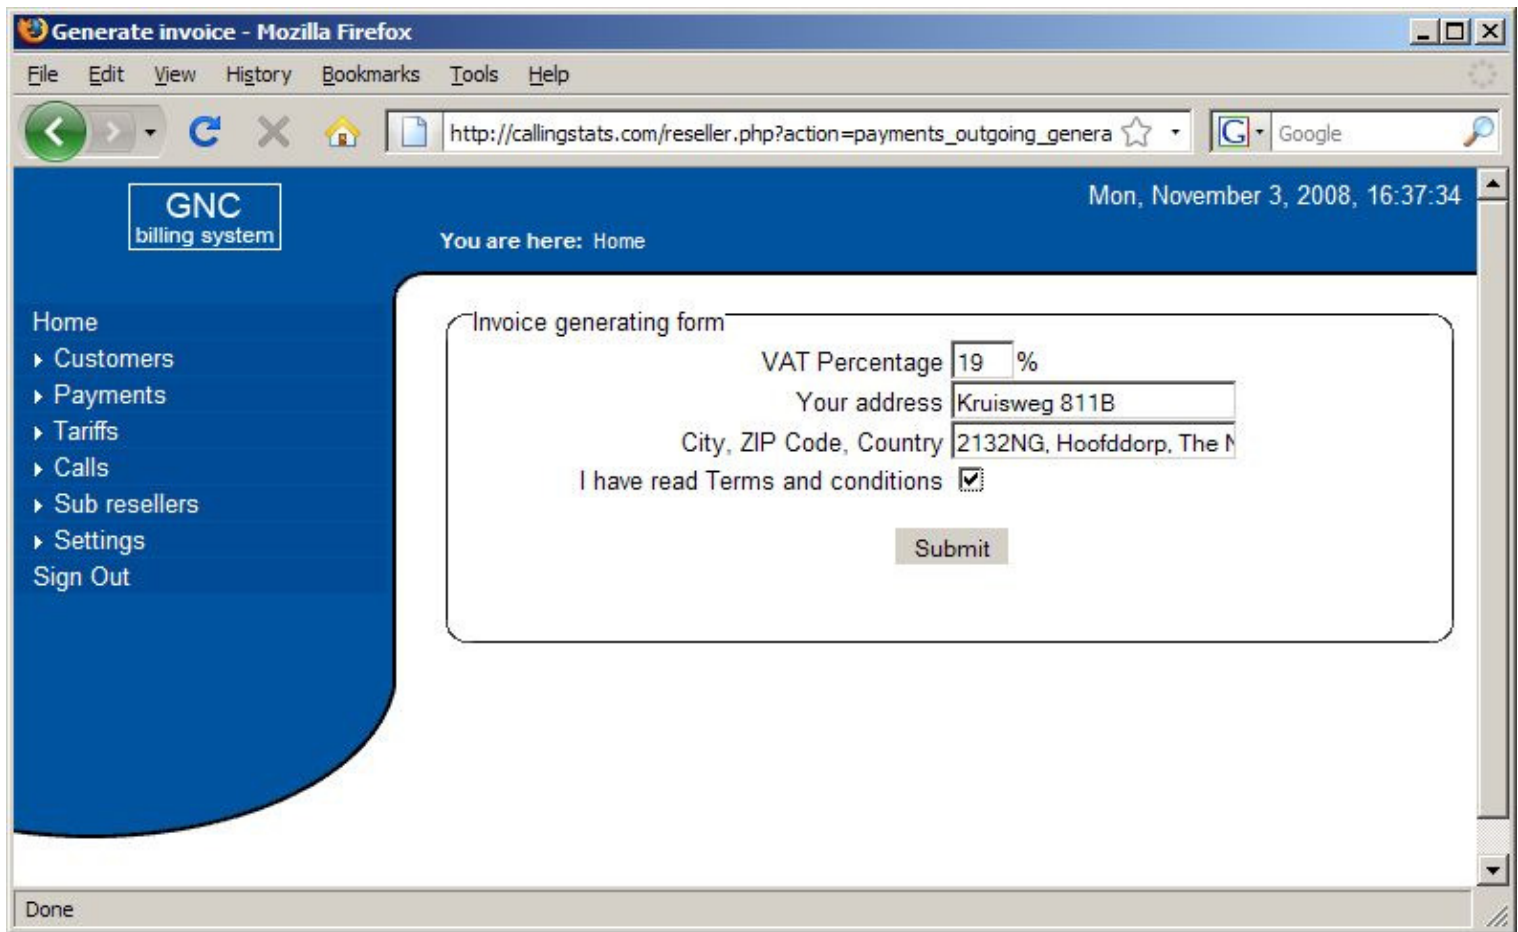 Generate invoice - Mozilla Firefox
File Edit View History Bookmarks Tools Help
http://callingstats.com/reseller.php?action=payments_outgoing_genera
G Google
GNC
billing system
Mon, November 3, 2008, 16:37:34
You are here: Home
Home
Customers
Payments
Tariffs
Calls
Sub resellers
Settings
Sign Out
Invoice generating form
VAT Percentage 19 %
Your address Kruisweg 811B
City, ZIP Code, Country 2132NG, Hoofddorp, The N
I have read Terms and conditions
Submit
Done